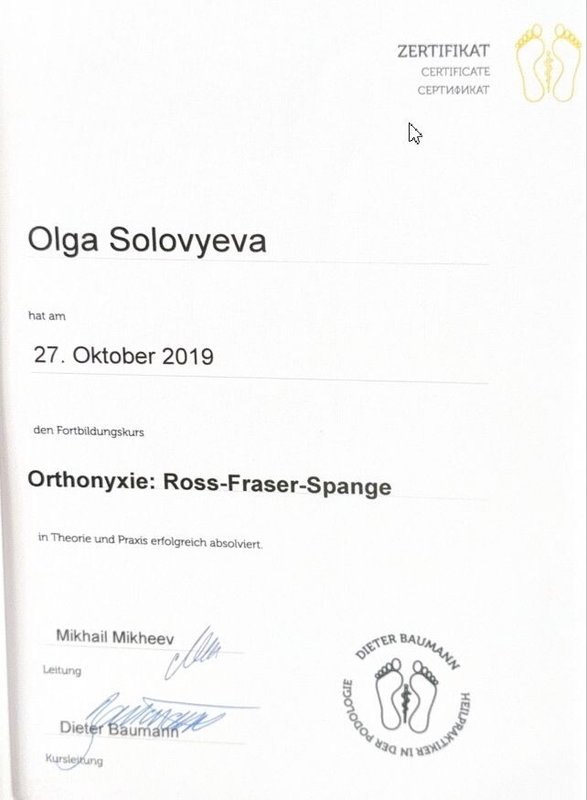 ZERTIFIKAT
CERTIFICATE
СЕРТИФИКАТ
Olga Solovyeva
hat am
27. Oktober 2019
den Fortbildungskurs
Orthonyxie: Ross-Fraser-Spange
in Theorie und Praxis erfolgreich absolviert.
Mikhail Mikheev
Leitung
Dieter Baumann
Kursleitung
DIETER BAUMANN
HEILPRAKTIKER IN DER PODOLOGIE